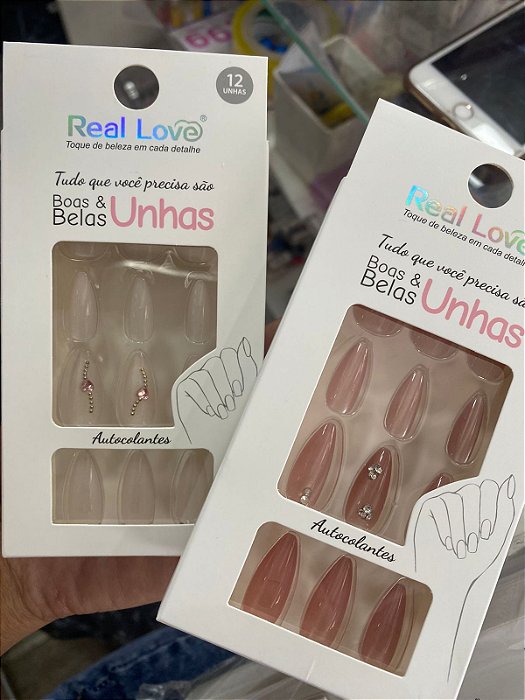 12
UNHAS
Real Love®
Toque de beleza em cada detalhe
Tudo que você precisa são
Boas &
Belas Unhas
Autocolantes
Real Love
Toque de beleza em cada detalhe
Tudo que você precisa
Boas &
Belas Unhas
Autocolantes